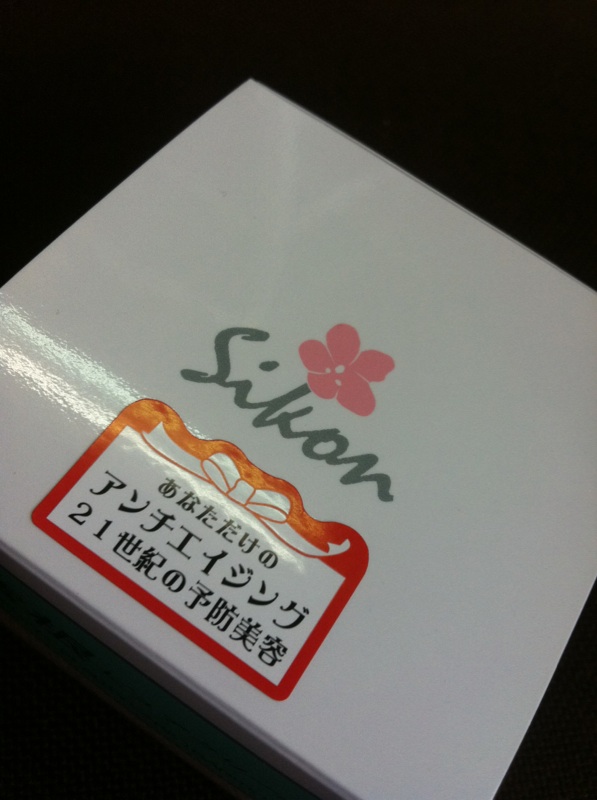 Sikon
あなただけの
アンチエイジング
21世紀の予防美容